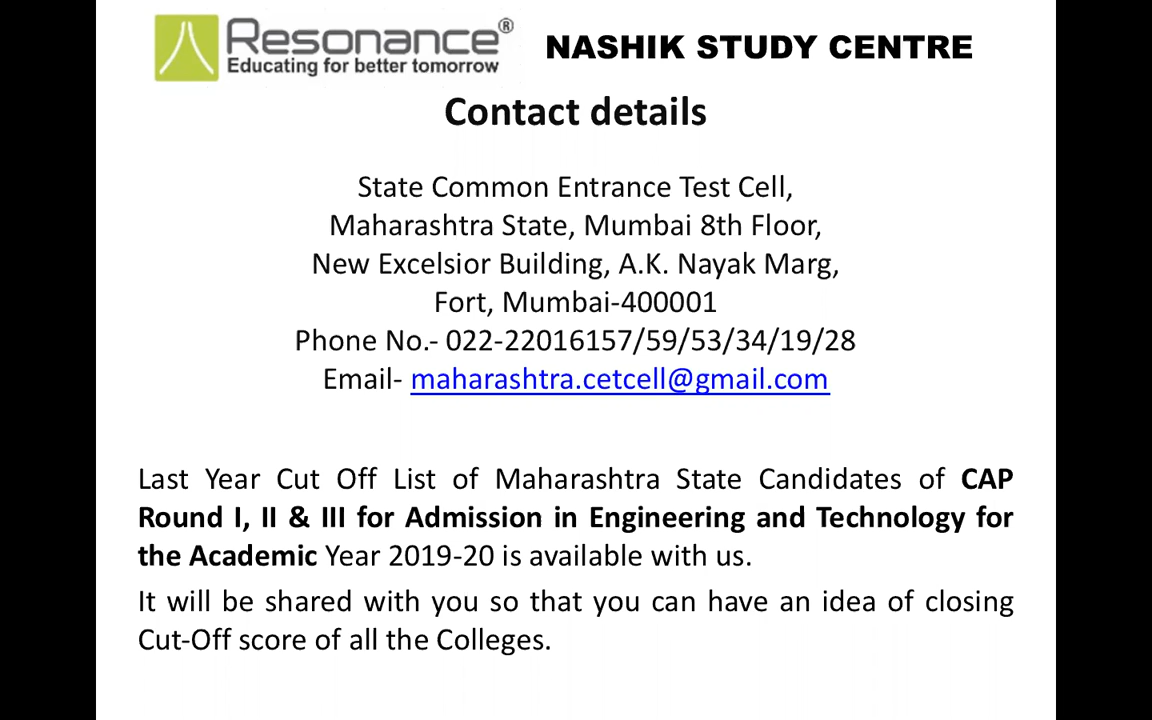 Resonance®
Educating for better tomorrow
NASHIK STUDY CENTRE
Contact details
State Common Entrance Test Cell,
Maharashtra State, Mumbai 8th Floor,
New Excelsior Building, A.K. Nayak Marg,
Fort, Mumbai-400001
Phone No.- 022-22016157/59/53/34/19/28
Email- maharashtra.cetcell@gmail.com
Last Year Cut Off List of Maharashtra State Candidates of CAP
Round I, II & III for Admission in Engineering and Technology for
the Academic Year 2019-20 is available with us.
It will be shared with you so that you can have an idea of closing
Cut-Off score of all the Colleges.